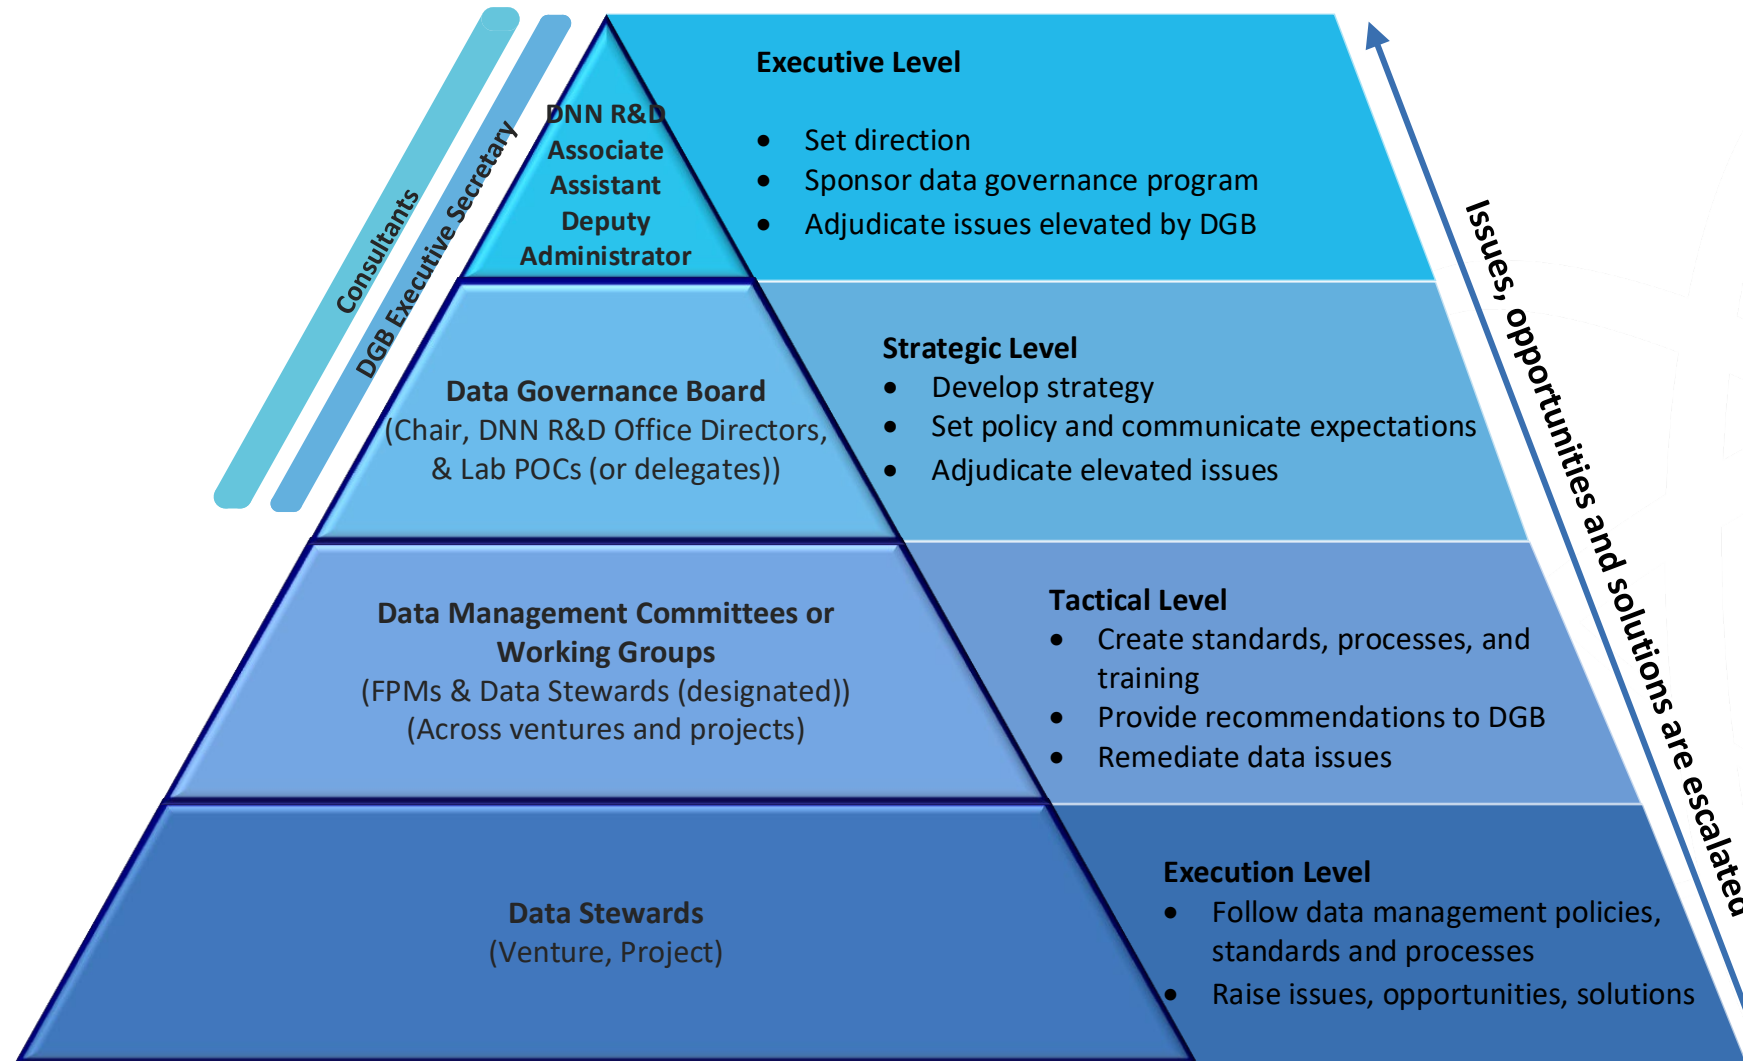 Consultants
DGB Executive Secretary
DNN R&D
Associate
Assistant
Deputy
Administrator
Executive Level
• Set direction
• Sponsor data governance program
• Adjudicate issues elevated by DGB
Data Governance Board
(Chair, DNN R&D Office Directors,
& Lab POCs (or delegates))
Strategic Level
• Develop strategy
• Set policy and communicate expectations
• Adjudicate elevated issues
Data Management Committees or
Working Groups
(FPMs & Data Stewards (designated))
(Across ventures and projects)
Tactical Level
• Create standards, processes, and
training
• Provide recommendations to DGB
• Remediate data issues
Data Stewards
(Venture, Project)
Execution Level
• Follow data management policies,
standards and processes
• Raise issues, opportunities, solutions
Issues, opportunities and solutions are escalated